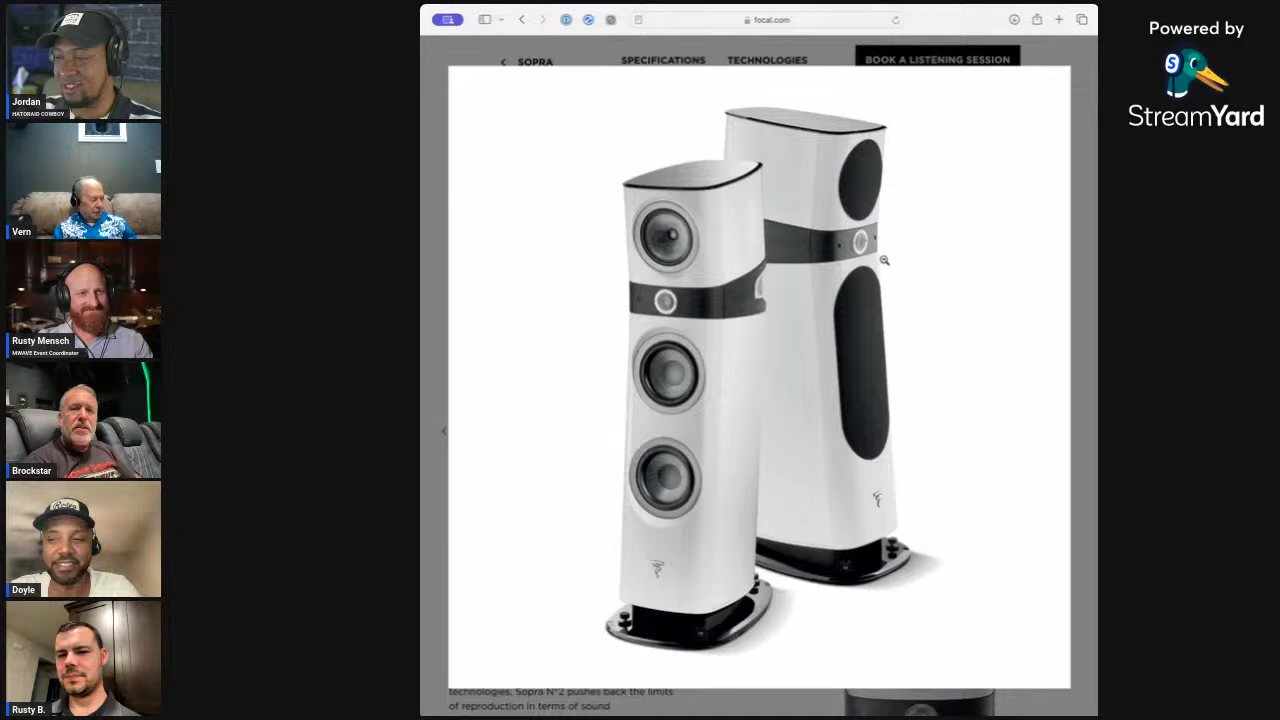 Jordan
HATORAID COWBOY
Vern
Rusty Mensch
MWAVE Event Coordinator
Brockstar
Doyle
Rusty B.
focal.com
SOPRA
SPECIFICATIONS
TECHNOLOGIES
BOOK A LISTENING SESSION
technologies, Sopra N°2 pushes back the limits
of reproduction in terms of sound
Powered by
S
StreamYard